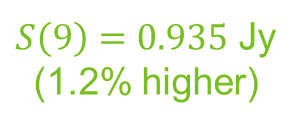 S(9) = 0.935 Jy
(1.2% higher)